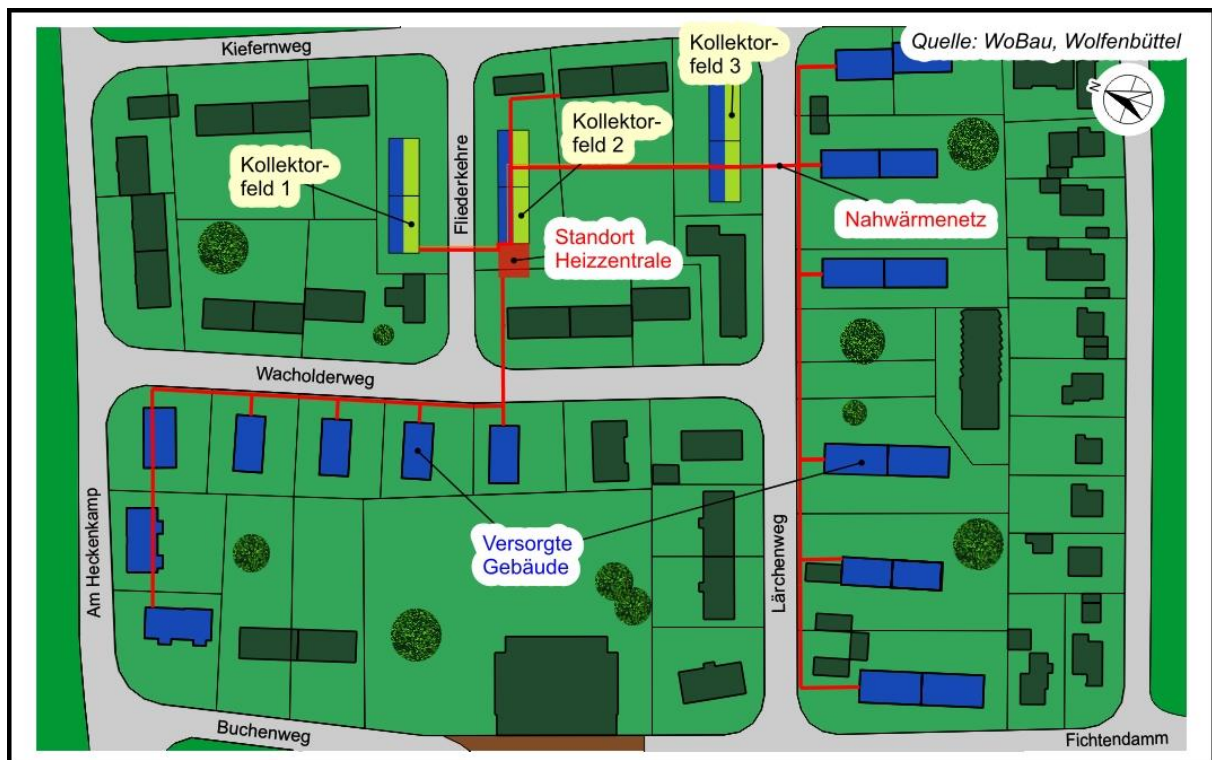 Kiefernweg
Kollektor-
feld 3
Quelle: WoBau, Wolfenbüttel
N
Kollektor-
feld 1
Fliederkehre
Kollektor-
feld 2
Nahwärmenetz
Standort
Heizzentrale
Wacholderweg
Am Heckenkamp
Versorgte
Gebäude
Lärchenweg
Buchenweg
Fichtendamm